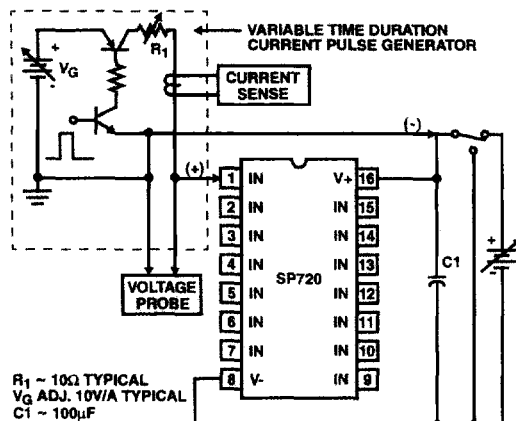 VARIABLE TIME DURATION
CURRENT PULSE GENERATOR
+
R1
VG
-
CURRENT
SENSE
(-)
(+)
1 IN V+ 16
2 IN IN 15
3 IN IN 14
4 IN IN 13
5 IN IN 12
6 IN IN 11
7 IN IN 10
8 V- IN 9
SP720
+
-
C1
VOLTAGE
PROBE
R1 ~ 10Ω TYPICAL
VG ADJ. 10V/A TYPICAL
C1 ~ 100μF